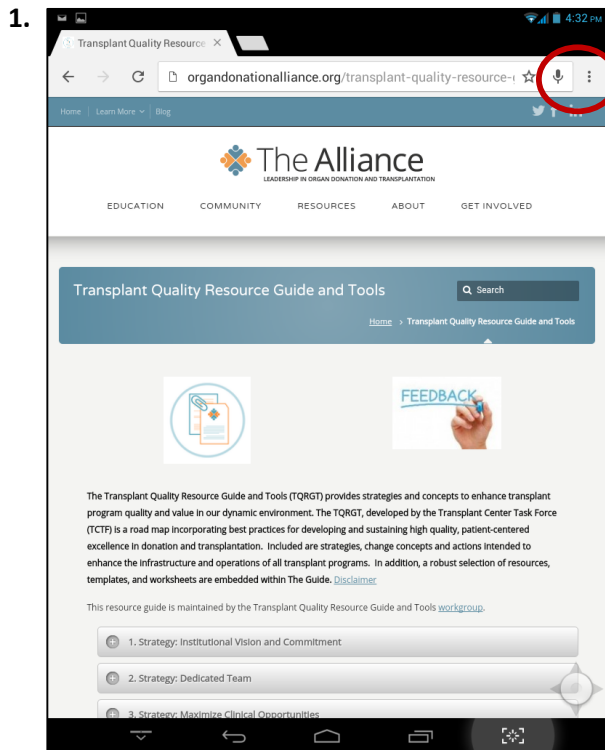 1.
4:32 PM
Transplant Quality Resource
organdonationalliance.org/transplant-quality-resource-
Home | Learn More | Blog
The Alliance
LEADERSHIP IN ORGAN DONATION AND TRANSPLANTATION
EDUCATION COMMUNITY RESOURCES ABOUT GET INVOLVED
Transplant Quality Resource Guide and Tools
Search
Home > Transplant Quality Resource Guide and Tools
FEEDBACK
The Transplant Quality Resource Guide and Tools (TQRGT) provides strategies and concepts to enhance transplant
program quality and value in our dynamic environment. The TQRGT, developed by the Transplant Center Task Force
(TCTF) is a road map incorporating best practices for developing and sustaining high quality, patient-centered
excellence in donation and transplantation. Included are strategies, change concepts and actions intended to
enhance the infrastructure and operations of all transplant programs. In addition, a robust selection of resources,
templates, and worksheets are embedded within The Guide. Disclaimer
This resource guide is maintained by the Transplant Quality Resource Guide and Tools workgroup.
1. Strategy: Institutional Vision and Commitment
2. Strategy: Dedicated Team
3. Strategy: Maximize Clinical Opportunities